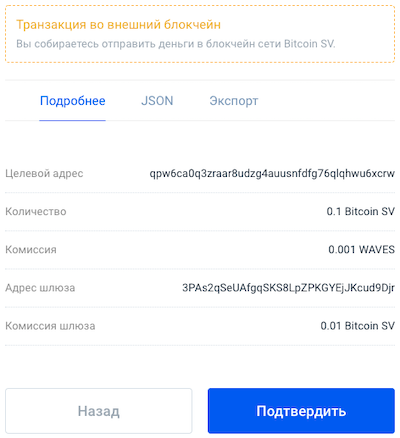 Транзакция во внешний блокчейн
Вы собираетесь отправить деньги в блокчейн сети Bitcoin SV.
Подробнее JSON Экспорт
Целевой адрес qpw6ca0q3zraar8udzg4auusnfdfg76qlqhwu6xcrw
Количество 0.1 Bitcoin SV
Комиссия 0.001 WAVES
Адрес шлюза 3PAs2qSeUAfgqSKS8LpZPKGYEjJKcud9Djr
Комиссия шлюза 0.01 Bitcoin SV
Назад Подтвердить